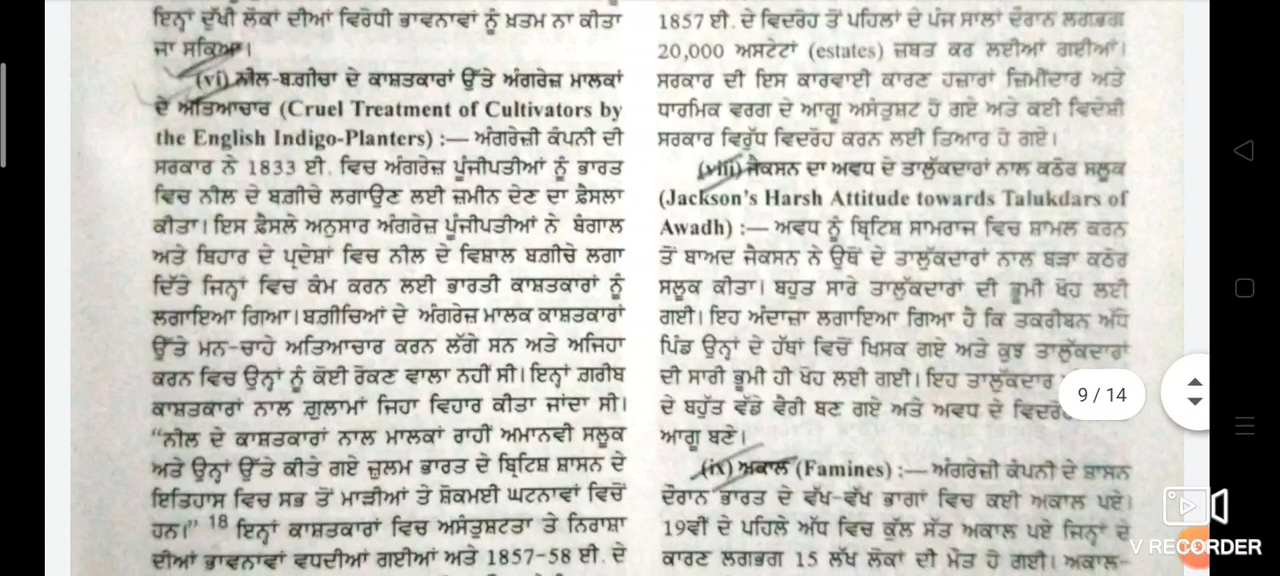 ਇਨ੍ਹਾਂ ਦੁੱਖੀ ਲੋਕਾਂ ਦੀਆਂ ਵਿਰੋਧੀ ਭਾਵਨਾਵਾਂ ਨੂੰ ਖ਼ਤਮ ਨਾ ਕੀਤਾ
ਜਾ ਸਕਿਆ।
(vi) ਨੀਲ-ਬਗ਼ੀਚਾ ਦੇ ਕਾਸ਼ਤਕਾਰਾਂ ਉੱਤੇ ਅੰਗਰੇਜ਼ ਮਾਲਕਾਂ
ਦੇ ਅੱਤਿਆਚਾਰ (Cruel Treatment of Cultivators by
the English Indigo-Planters) :— ਅੰਗਰੇਜ਼ੀ ਕੰਪਨੀ ਦੀ
ਸਰਕਾਰ ਨੇ 1833 ਈ. ਵਿਚ ਅੰਗਰੇਜ਼ ਪੂੰਜੀਪਤੀਆਂ ਨੂੰ ਭਾਰਤ
ਵਿਚ ਨੀਲ ਦੇ ਬਗ਼ੀਚੇ ਲਗਾਉਣ ਲਈ ਜ਼ਮੀਨ ਦੇਣ ਦਾ ਫ਼ੈਸਲਾ
ਕੀਤਾ। ਇਸ ਫ਼ੈਸਲੇ ਅਨੁਸਾਰ ਅੰਗਰੇਜ਼ ਪੂੰਜੀਪਤੀਆਂ ਨੇ ਬੰਗਾਲ
ਅਤੇ ਬਿਹਾਰ ਦੇ ਪ੍ਰਦੇਸ਼ਾਂ ਵਿਚ ਨੀਲ ਦੇ ਵਿਸ਼ਾਲ ਬਗ਼ੀਚੇ ਲਗਾ
ਦਿੱਤੇ ਜਿਨ੍ਹਾਂ ਵਿਚ ਕੰਮ ਕਰਨ ਲਈ ਭਾਰਤੀ ਕਾਸ਼ਤਕਾਰਾਂ ਨੂੰ
ਲਗਾਇਆ ਗਿਆ। ਬਗ਼ੀਚਿਆਂ ਦੇ ਅੰਗਰੇਜ਼ ਮਾਲਕ ਕਾਸ਼ਤਕਾਰਾਂ
ਉੱਤੇ ਮਨ-ਚਾਹੇ ਅਤਿਆਚਾਰ ਕਰਨ ਲੱਗੇ ਸਨ ਅਤੇ ਅਜਿਹਾ
ਕਰਨ ਵਿਚ ਉਨ੍ਹਾਂ ਨੂੰ ਕੋਈ ਰੋਕਣ ਵਾਲਾ ਨਹੀਂ ਸੀ। ਇਨ੍ਹਾਂ ਗ਼ਰੀਬ
ਕਾਸ਼ਤਕਾਰਾਂ ਨਾਲ ਗ਼ੁਲਾਮਾਂ ਜਿਹਾ ਵਿਹਾਰ ਕੀਤਾ ਜਾਂਦਾ ਸੀ।
“ਨੀਲ ਦੇ ਕਾਸ਼ਤਕਾਰਾਂ ਨਾਲ ਮਾਲਕਾਂ ਰਾਹੀਂ ਅਮਾਨਵੀ ਸਲੂਕ
ਅਤੇ ਉਨ੍ਹਾਂ ਉੱਤੇ ਕੀਤੇ ਗਏ ਜ਼ੁਲਮ ਭਾਰਤ ਦੇ ਬ੍ਰਿਟਿਸ਼ ਸ਼ਾਸਨ ਦੇ
ਇਤਿਹਾਸ ਵਿਚ ਸਭ ਤੋਂ ਮਾੜੀਆਂ ਤੇ ਸ਼ੋਕਮਈ ਘਟਨਾਵਾਂ ਵਿਚੋਂ
ਹਨ।” 18 ਇਨ੍ਹਾਂ ਕਾਸ਼ਤਕਾਰਾਂ ਵਿਚ ਅਸੰਤੁਸ਼ਟਤਾ ਤੇ ਨਿਰਾਸ਼ਾ
ਦੀਆਂ ਭਾਵਨਾਵਾਂ ਵਧਦੀਆਂ ਗਈਆਂ ਅਤੇ 1857-58 ਈ. ਦੇ
1857 ਈ. ਦੇ ਵਿਦਰੋਹ ਤੋਂ ਪਹਿਲਾਂ ਦੇ ਪੰਜ ਸਾਲਾਂ ਦੌਰਾਨ ਲਗਭਗ
20,000 ਅਸਟੇਟਾਂ (estates) ਜ਼ਬਤ ਕਰ ਲਈਆਂ ਗਈਆਂ।
ਸਰਕਾਰ ਦੀ ਇਸ ਕਾਰਵਾਈ ਕਾਰਣ ਹਜ਼ਾਰਾਂ ਜ਼ਿਮੀਂਦਾਰ ਅਤੇ
ਧਾਰਮਿਕ ਵਰਗ ਦੇ ਆਗੂ ਅਸੰਤੁਸ਼ਟ ਹੋ ਗਏ ਅਤੇ ਕਈ ਵਿਦੇਸ਼ੀ
ਸਰਕਾਰ ਵਿਰੁੱਧ ਵਿਦਰੋਹ ਕਰਨ ਲਈ ਤਿਆਰ ਹੋ ਗਏ।
(viii) ਜੈਕਸਨ ਦਾ ਅਵਧ ਦੇ ਤਾਲੁੱਕਦਾਰਾਂ ਨਾਲ ਕਠੋਰ ਸਲੂਕ
(Jackson's Harsh Attitude towards Talukdars of
Awadh) :— ਅਵਧ ਨੂੰ ਬ੍ਰਿਟਿਸ਼ ਸਾਮਰਾਜ ਵਿਚ ਸ਼ਾਮਲ ਕਰਨ
ਤੋਂ ਬਾਅਦ ਜੈਕਸਨ ਨੇ ਉਥੋਂ ਦੇ ਤਾਲੁੱਕਦਾਰਾਂ ਨਾਲ ਬੜਾ ਕਠੋਰ
ਸਲੂਕ ਕੀਤਾ। ਬਹੁਤ ਸਾਰੇ ਤਾਲੁੱਕਦਾਰਾਂ ਦੀ ਭੂਮੀ ਖੋਹ ਲਈ
ਗਈ। ਇਹ ਅੰਦਾਜ਼ਾ ਲਗਾਇਆ ਗਿਆ ਹੈ ਕਿ ਤਕਰੀਬਨ ਅੱਧੇ
ਪਿੰਡ ਉਨ੍ਹਾਂ ਦੇ ਹੱਥਾਂ ਵਿਚੋਂ ਖਿਸਕ ਗਏ ਅਤੇ ਕੁਝ ਤਾਲੁੱਕਦਾਰਾਂ
ਦੀ ਸਾਰੀ ਭੂਮੀ ਹੀ ਖੋਹ ਲਈ ਗਈ। ਇਹ ਤਾਲੁੱਕਦਾਰ
ਦੇ ਬਹੁੱਤ ਵੱਡੇ ਵੈਰੀ ਬਣ ਗਏ ਅਤੇ ਅਵਧ ਦੇ
ਆਗੂ ਬਣੇ।
(ix) ਅਕਾਲ (Famines) :— ਅੰਗਰੇਜ਼ੀ ਕੰਪਨੀ ਦੇ ਸ਼ਾਸਨ
ਦੌਰਾਨ ਭਾਰਤ ਦੇ ਵੱਖ-ਵੱਖ ਭਾਗਾਂ ਵਿਚ ਕਈ ਅਕਾਲ ਪਏ।
19ਵੀਂ ਦੇ ਪਹਿਲੇ ਅੱਧ ਵਿਚ ਕੁੱਲ ਸੱਤ ਅਕਾਲ ਪਏ ਜਿਨ੍ਹਾਂ ਦੇ
ਕਾਰਣ ਲਗਭਗ 15 ਲੱਖ ਲੋਕਾਂ ਦੀ ਮੌਤ ਹੋ ਗਈ। ਅਕਾਲ-
9 / 14
V RECORDER